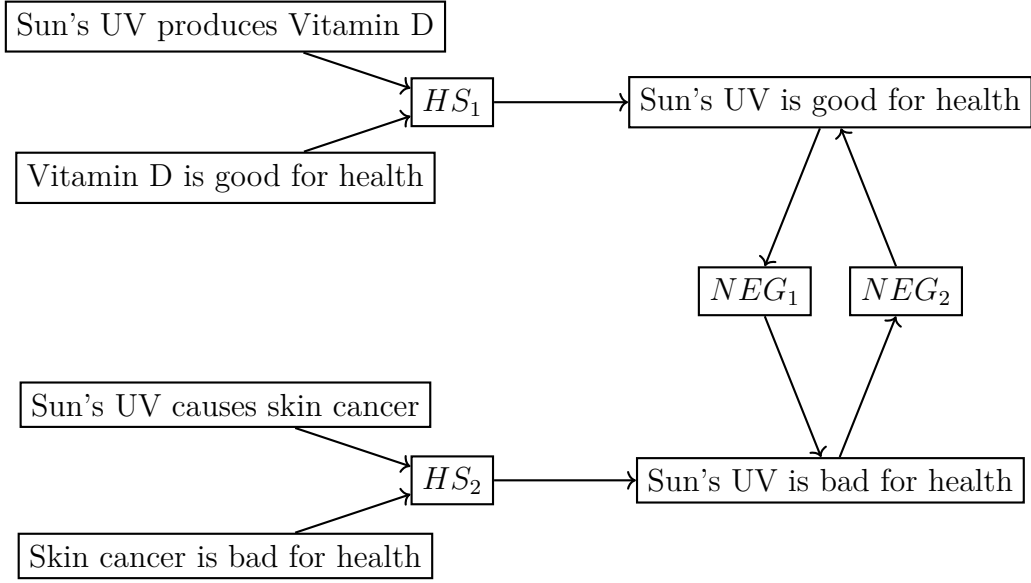 Sun's UV produces Vitamin D
HS₁
Sun's UV is good for health
Vitamin D is good for health
NEG₁
NEG₂
Sun's UV causes skin cancer
HS₂
Sun's UV is bad for health
Skin cancer is bad for health